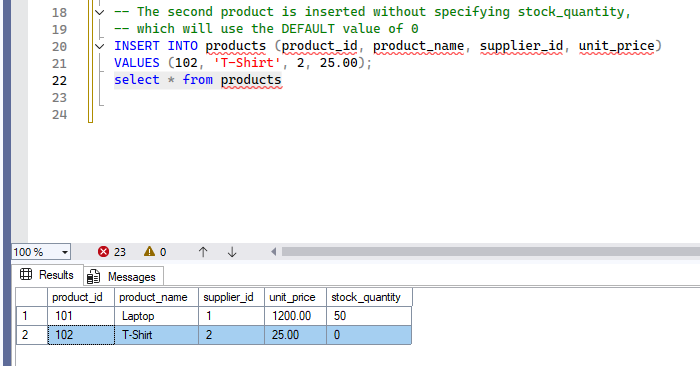 18 -- The second product is inserted without specifying stock_quantity,
19 -- which will use the DEFAULT value of 0
20 INSERT INTO products (product_id, product_name, supplier_id, unit_price)
21 VALUES (102, 'T-Shirt', 2, 25.00);
22 select * from products
23
24
100 % 23 0
Results Messages
product_id product_name supplier_id unit_price stock_quantity
1 101 Laptop 1 1200.00 50
2 102 T-Shirt 2 25.00 0